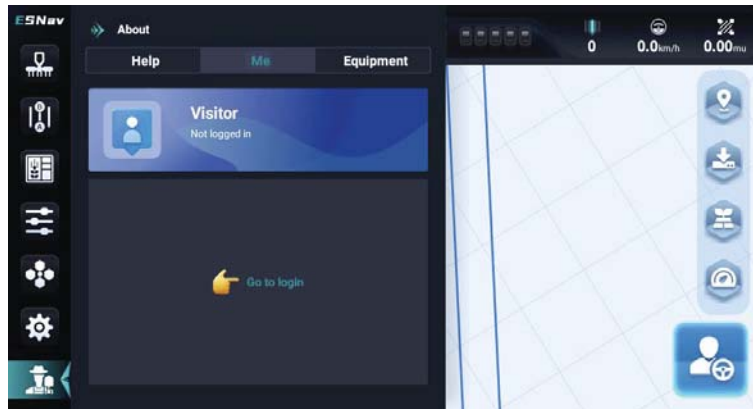 ESNav
About
Help Me Equipment
Visitor
Not logged in
Go to login
0 0.0km/h 0.00mu
B
A